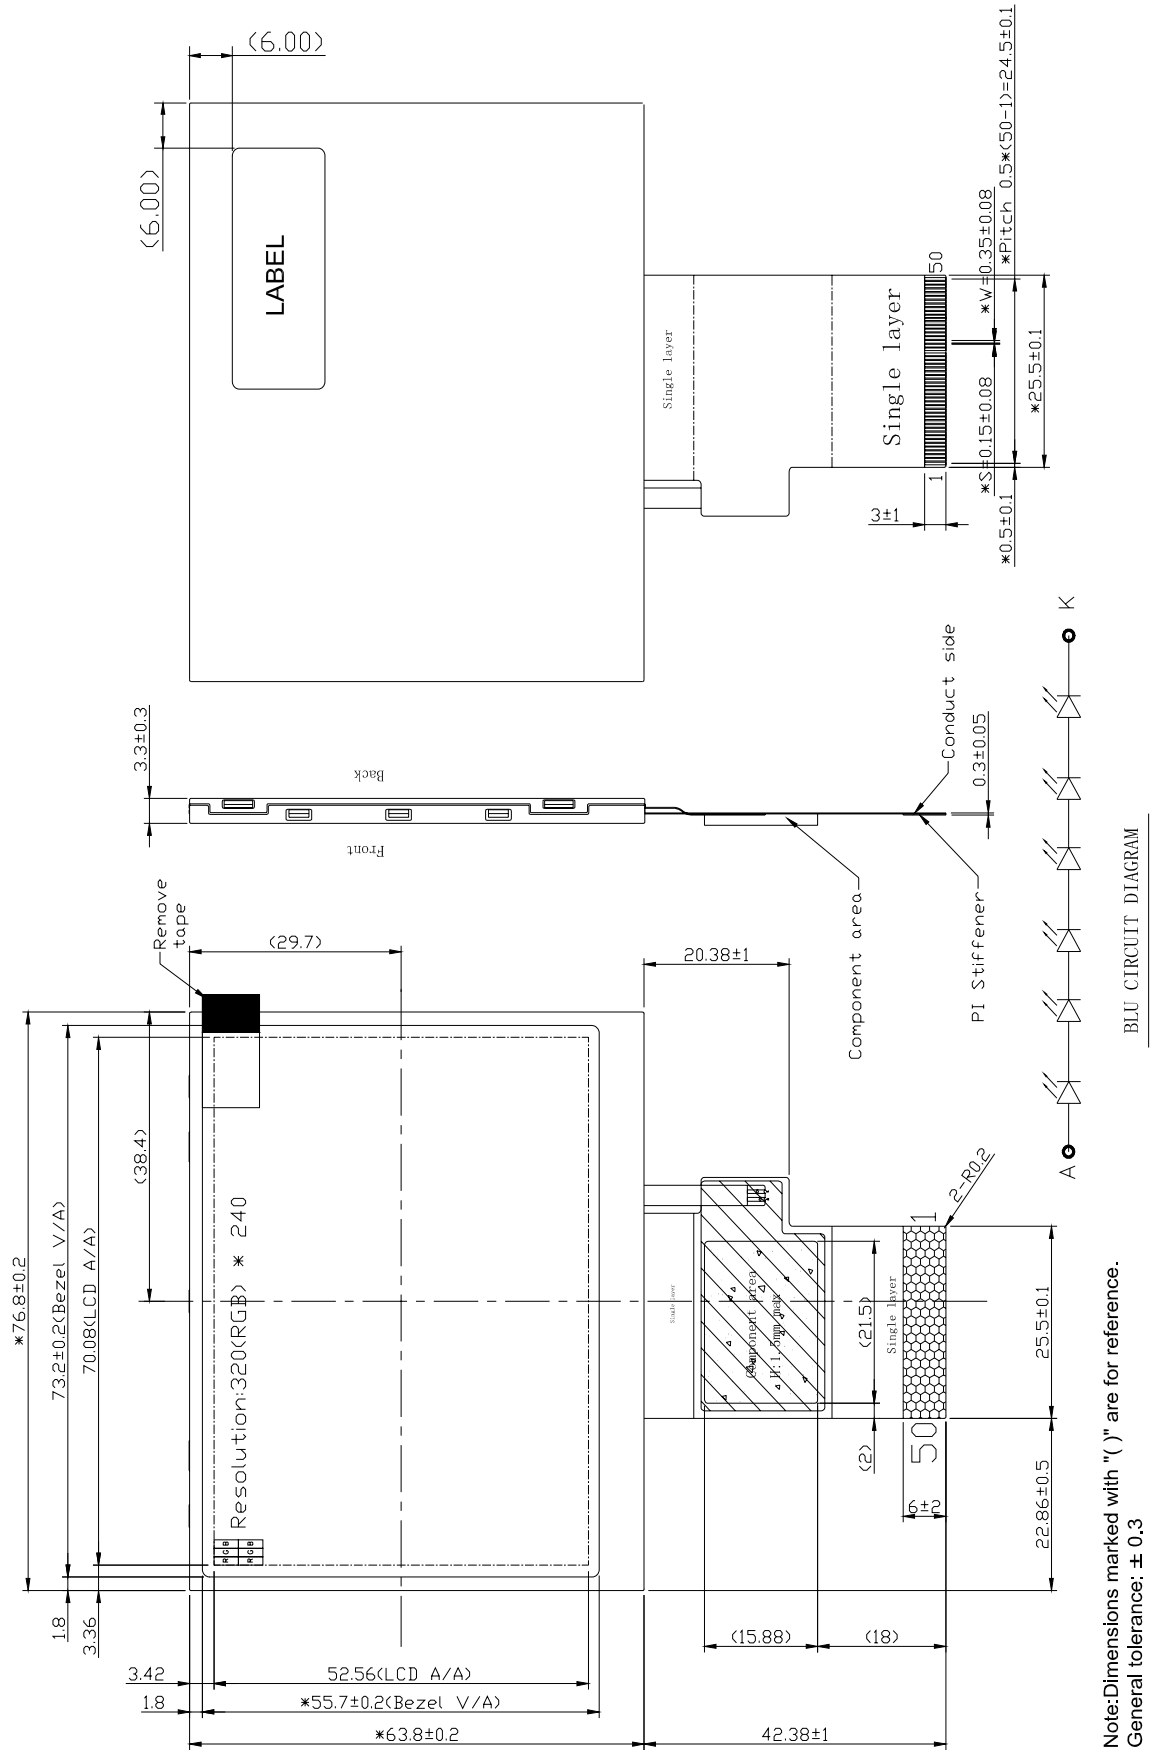 (6.00)
(6.00)
LABEL
Single layer
Single layer
1
50
3±1
*0.5±0.1
*S=0.15±0.08
*W=0.35±0.08
*Pitch 0.5*(50-1)=24.5±0.1
*25.5±0.1
3.3±0.3
Back
Front
Conduct side
0.3±0.05
PI Stiffener
Component area
A
K
BLU CIRCUIT DIAGRAM
Remove
tape
(29.7)
20.38±1
*76.8±0.2
73.2±0.2(Bezel V/A)
70.08(LCD A/A)
(38.4)
1.8
3.36
Resolution:320(RGB) * 240
R G B
R G B
3.42
52.56(LCD A/A)
1.8
*55.7±0.2(Bezel V/A)
*63.8±0.2
42.38±1
(15.88)
(18)
Single layer
Component area
H:1.5mm max
(21.5)
(2)
Single layer
50
1
2-R0.2
6±2
25.5±0.1
22.86±0.5
Note:Dimensions marked with "( )" are for reference.
General tolerance: ± 0.3